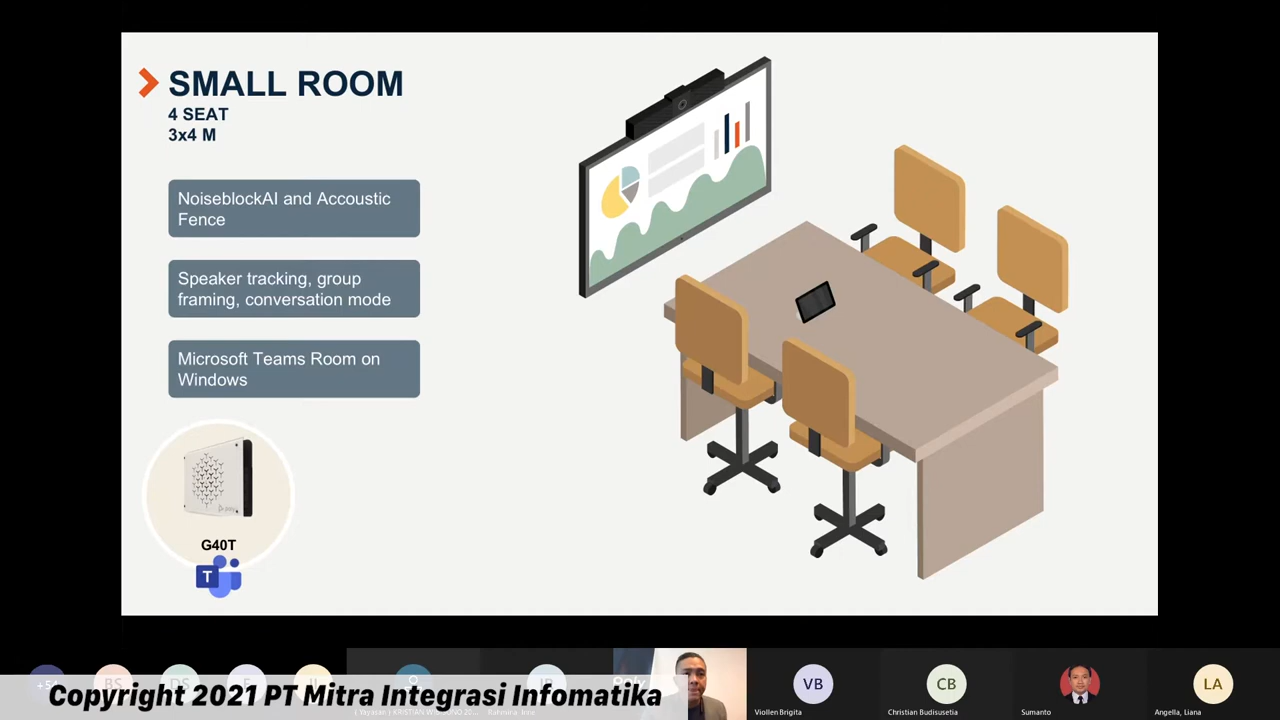 SMALL ROOM
4 SEAT
3x4 M
NoiseblockAI and Accoustic
Fence
Speaker tracking, group
framing, conversation mode
Microsoft Teams Room on
Windows
G40T
T
VB
CB
LA
Copyright 2021 PT Mitra Integrasi Infomatika
Viollen Brigita
Christian Budisusetia
Sumanto
Angella, Liana